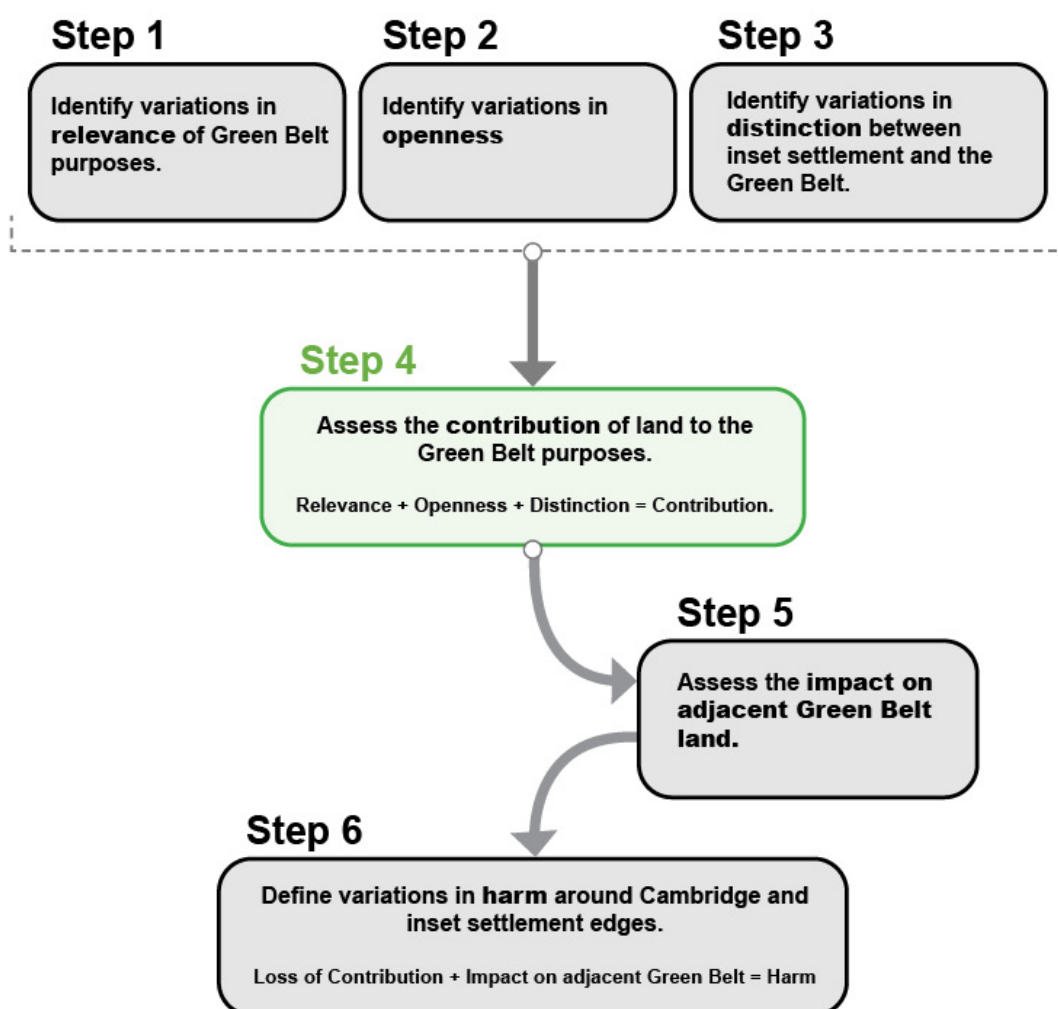 Step 1
Identify variations in
relevance of Green Belt
purposes.
Step 2
Identify variations in
openness
Step 3
Identify variations in
distinction between
inset settlement and the
Green Belt.
Step 4
Assess the contribution of land to the
Green Belt purposes.
Relevance + Openness + Distinction = Contribution.
Step 5
Assess the impact on
adjacent Green Belt
land.
Step 6
Define variations in harm around Cambridge and
inset settlement edges.
Loss of Contribution + Impact on adjacent Green Belt = Harm